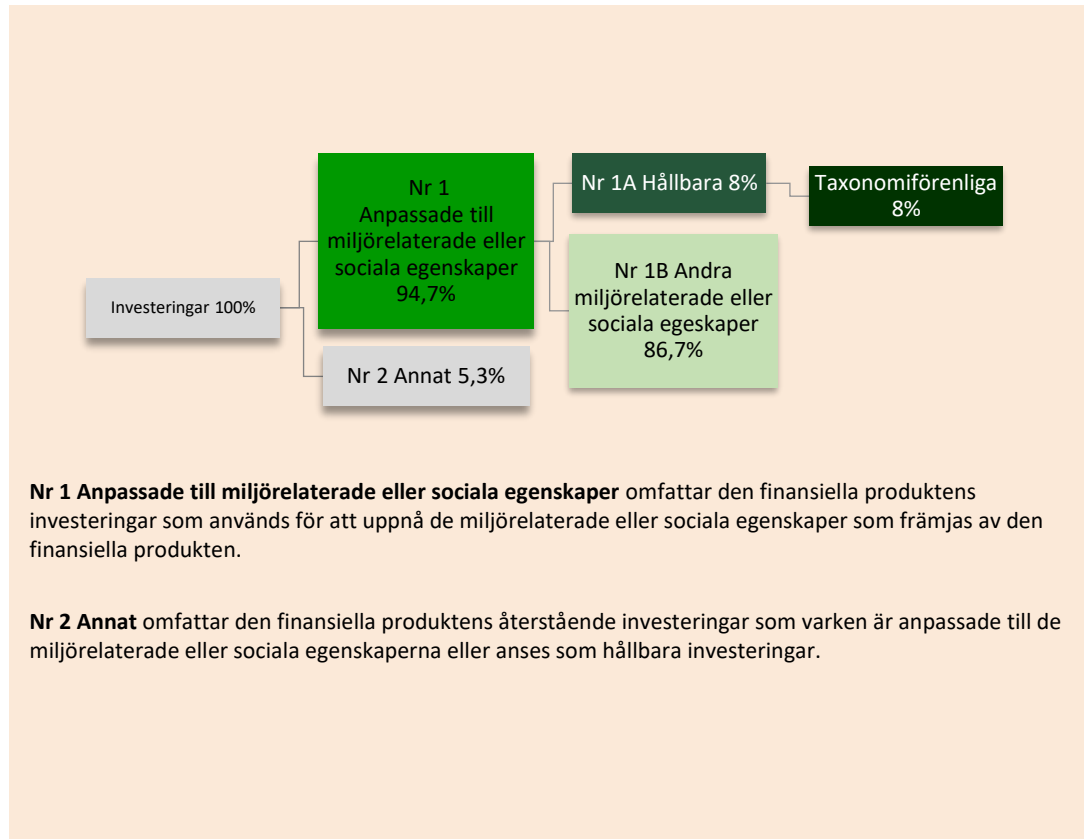 Investeringar 100%
Nr 1
Anpassade till
miljörelaterade eller
sociala egenskaper
94,7%
Nr 2 Annat 5,3%
Nr 1A Hållbara 8%
Nr 1B Andra
miljörelaterade eller
sociala egeskaper
86,7%
Taxonomiförenliga
8%
Nr 1 Anpassade till miljörelaterade eller sociala egenskaper omfattar den finansiella produktens
investeringar som används för att uppnå de miljörelaterade eller sociala egenskaper som främjas av den
finansiella produkten.
Nr 2 Annat omfattar den finansiella produktens återstående investeringar som varken är anpassade till de
miljörelaterade eller sociala egenskaperna eller anses som hållbara investeringar.